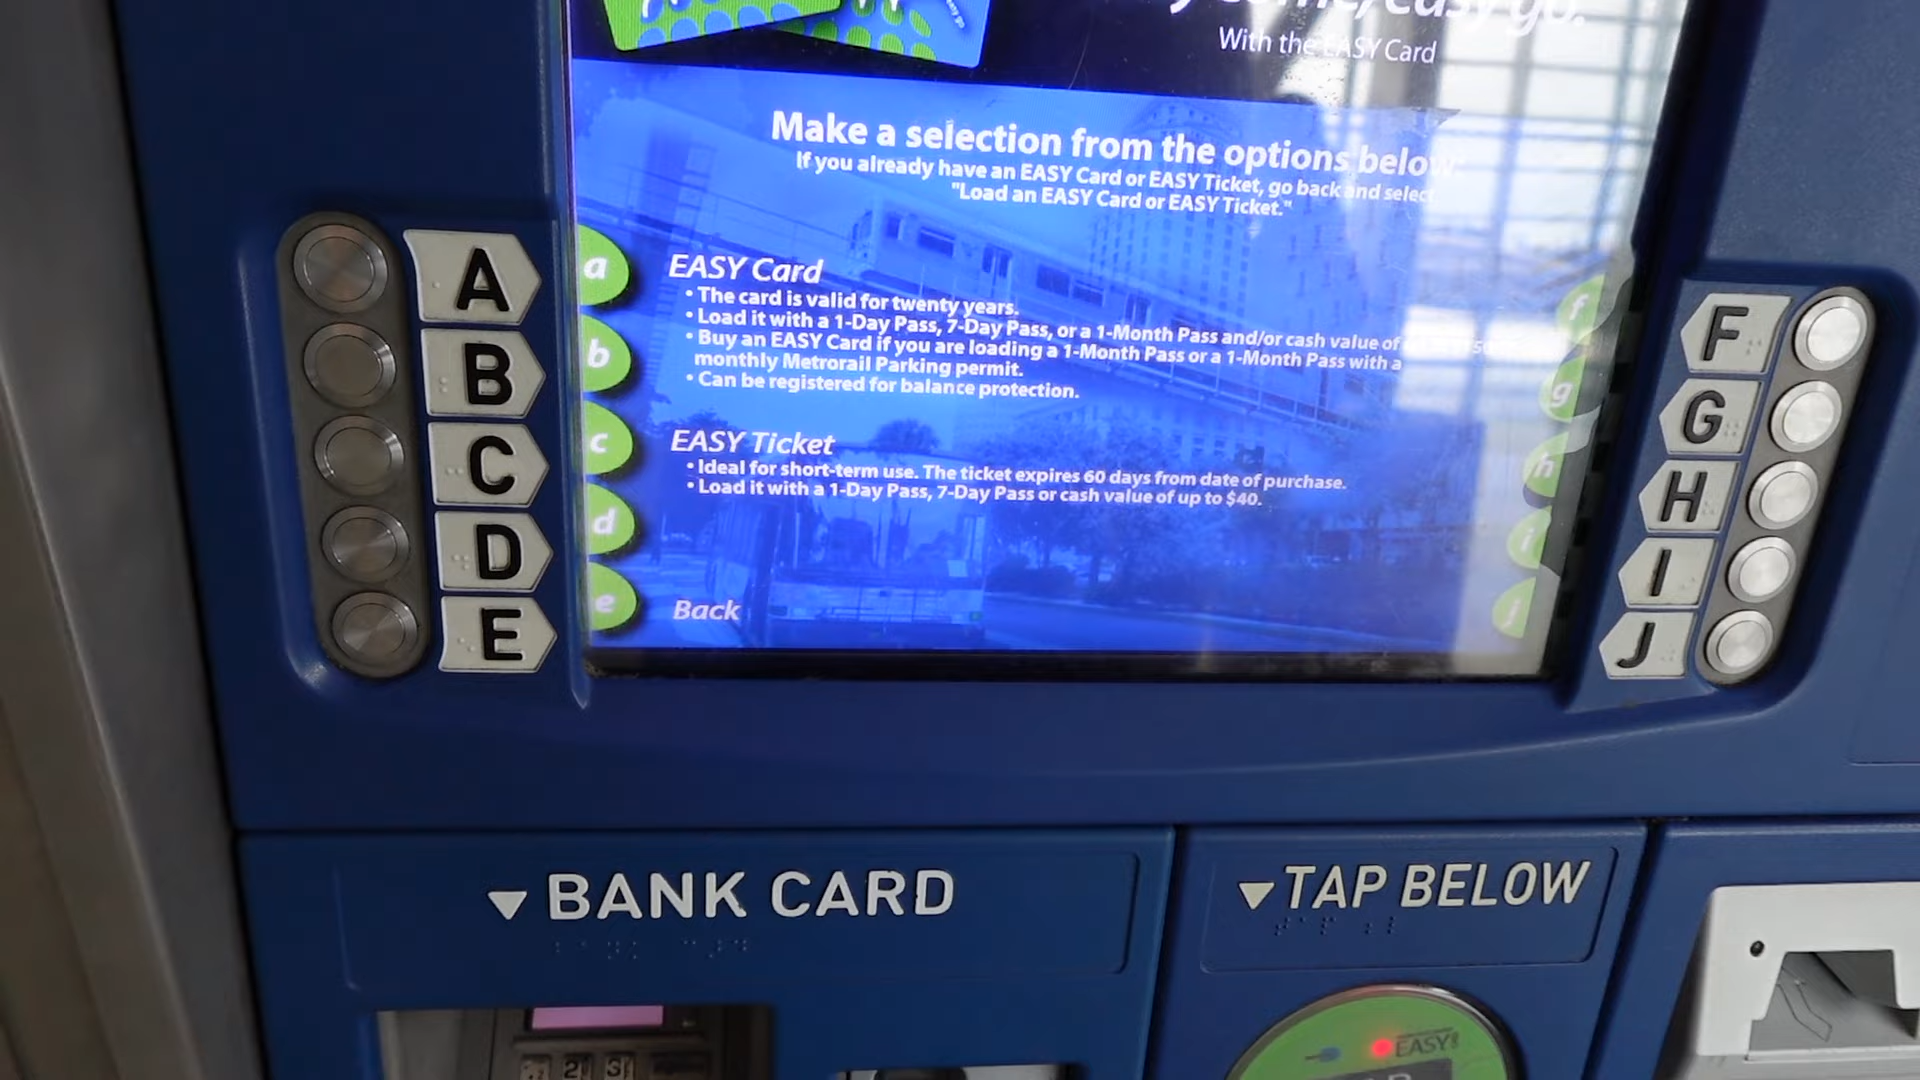 easy go.
With the EASY Card
Make a selection from the options below.
If you already have an EASY Card or EASY Ticket, go back and select
"Load an EASY Card or EASY Ticket."
a
EASY Card
• The card is valid for twenty years.
• Load it with a 1-Day Pass, 7-Day Pass, or a 1-Month Pass and/or cash value of
• Buy an EASY Card if you are loading a 1-Month Pass or a 1-Month Pass with a
monthly Metrorail Parking permit.
• Can be registered for balance protection.
b
c
EASY Ticket
• Ideal for short-term use. The ticket expires 60 days from date of purchase.
• Load it with a 1-Day Pass, 7-Day Pass or cash value of up to $40.
d
e
Back
f
g
h
i
j
A
B
C
D
E
F
G
H
I
J
BANK CARD
TAP BELOW
2
3
EASY